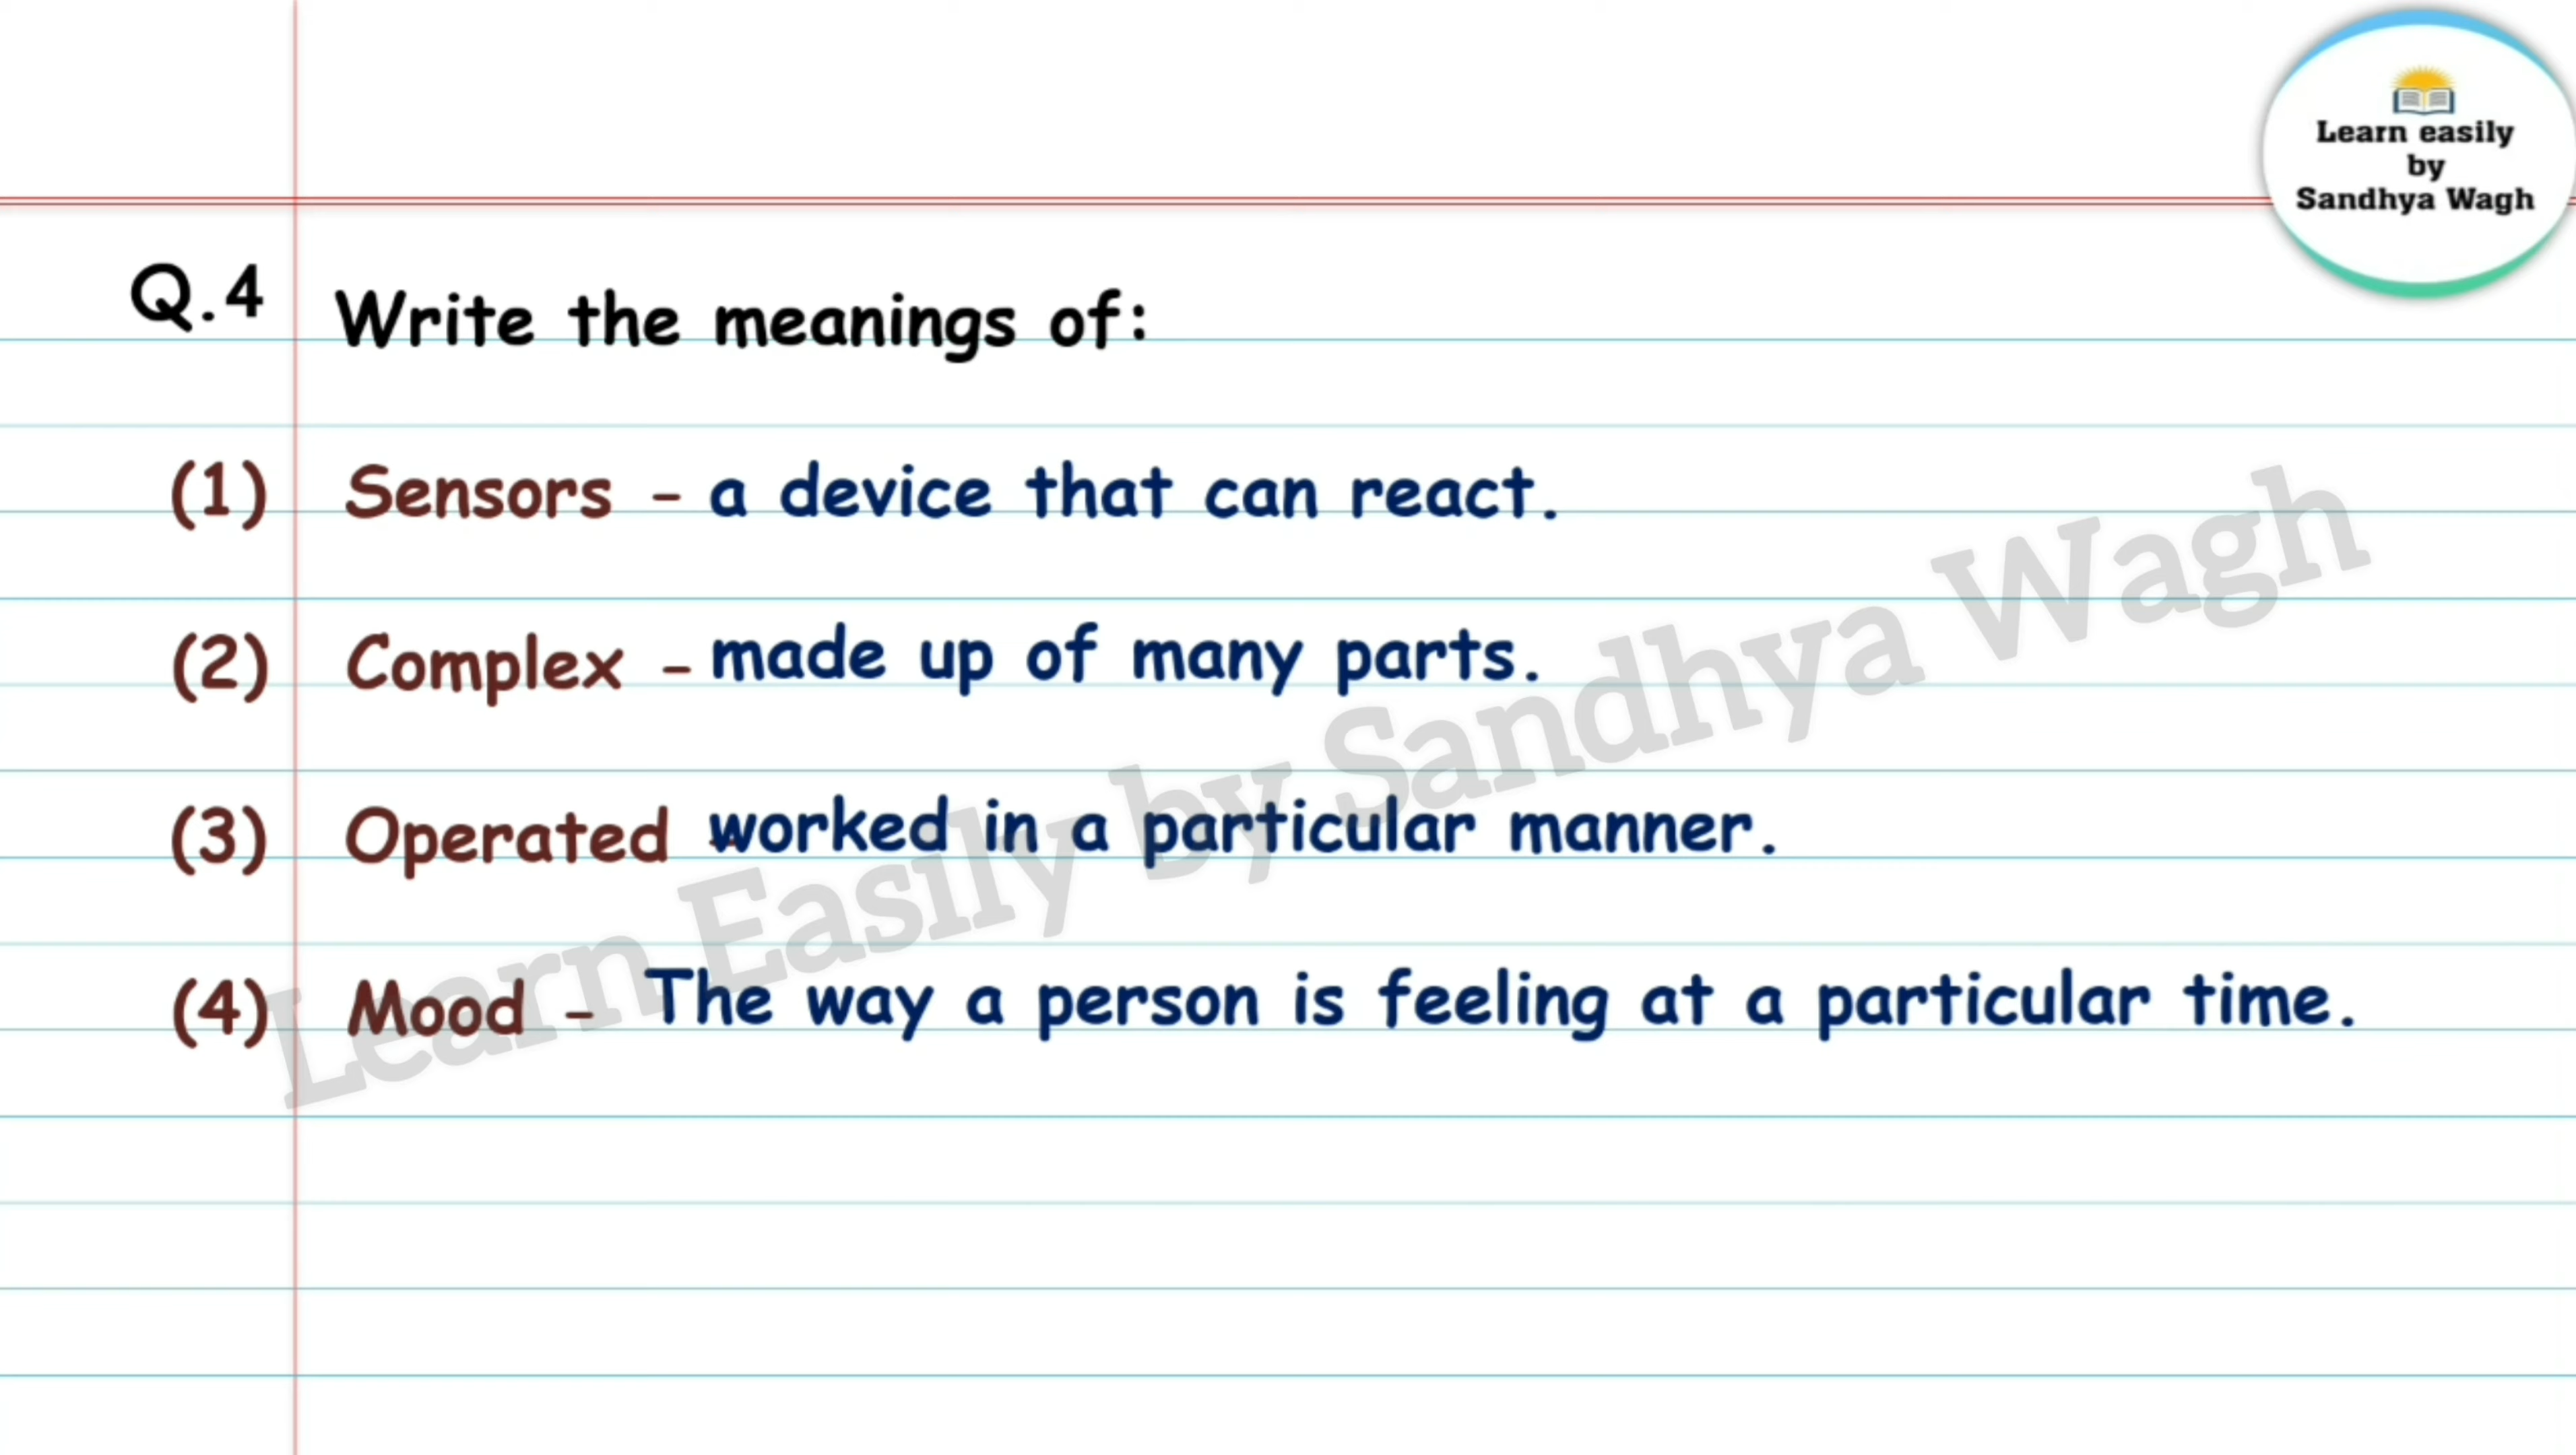 Learn easily
by
Sandhya Wagh
Q.4 Write the meanings of:
(1) Sensors - a device that can react.
(2) Complex - made up of many parts.
(3) Operated - worked in a particular manner.
(4) Mood - The way a person is feeling at a particular time.
Learn Easily by Sandhya Wagh